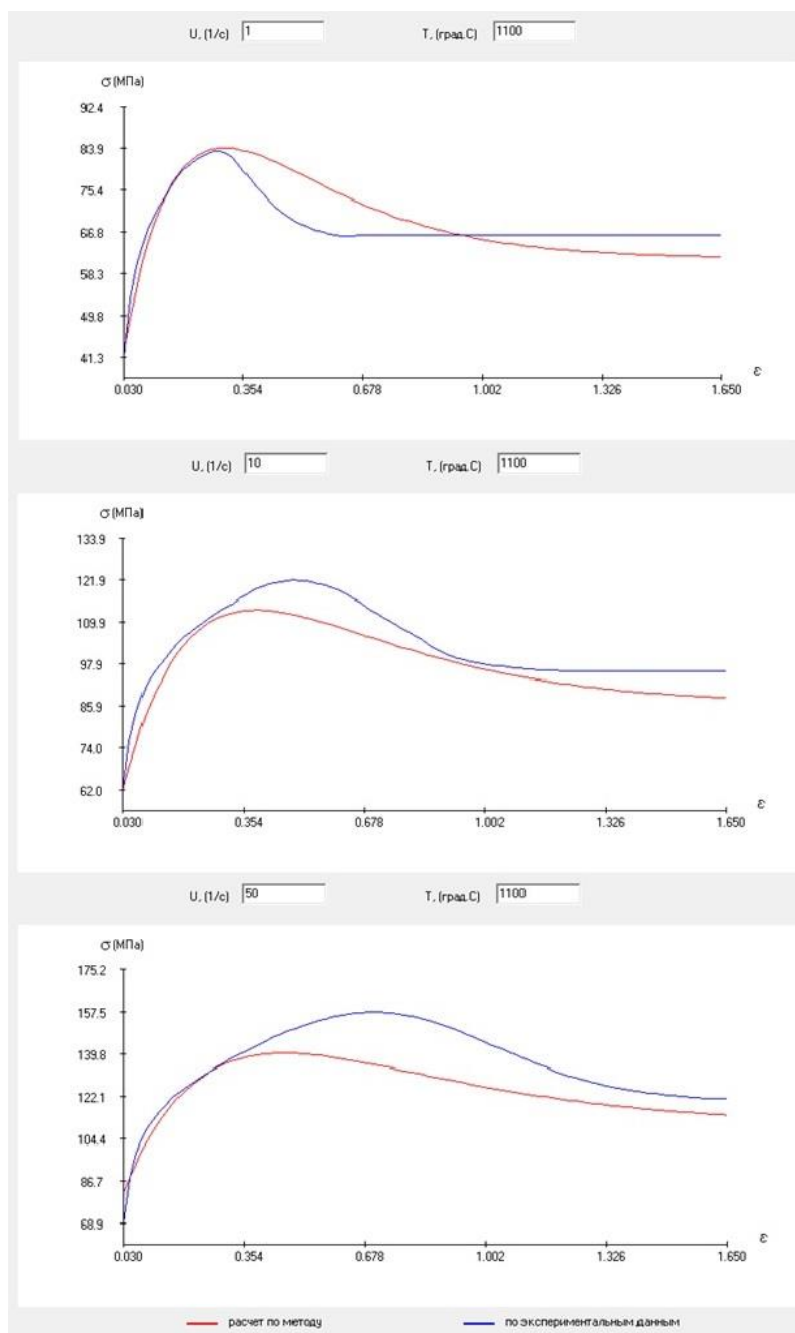 U, (1/с) 1 T, (град.С) 1100
σ(МПа)
92.4
83.9
75.4
66.8
58.3
49.8
41.3
ε
0.030 0.354 0.678 1.002 1.326 1.650
U, (1/с) 10 T, (град.С) 1100
σ(МПа)
133.9
121.9
109.9
97.9
85.9
74.0
62.0
ε
0.030 0.354 0.678 1.002 1.326 1.650
U, (1/с) 50 T, (град.С) 1100
σ(МПа)
175.2
157.5
139.8
122.1
104.4
86.7
68.9
ε
0.030 0.354 0.678 1.002 1.326 1.650
расчет по методу по экспериментальным данным